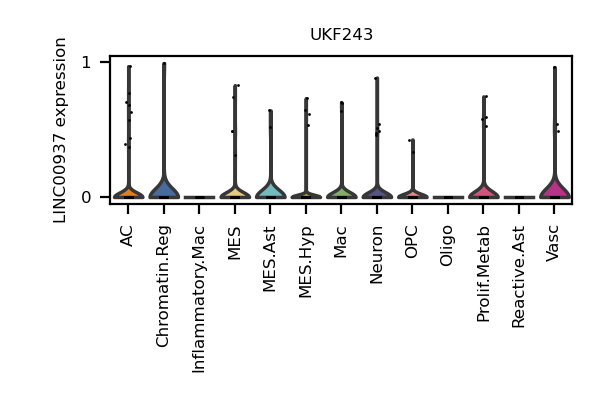 UKF243
LINC00937 expression
1
0
AC
Chromatin.Reg
Inflammatory.Mac
MES
MES.Ast
MES.Hyp
Mac
Neuron
OPC
Oligo
Prolif.Metab
Reactive.Ast
Vasc